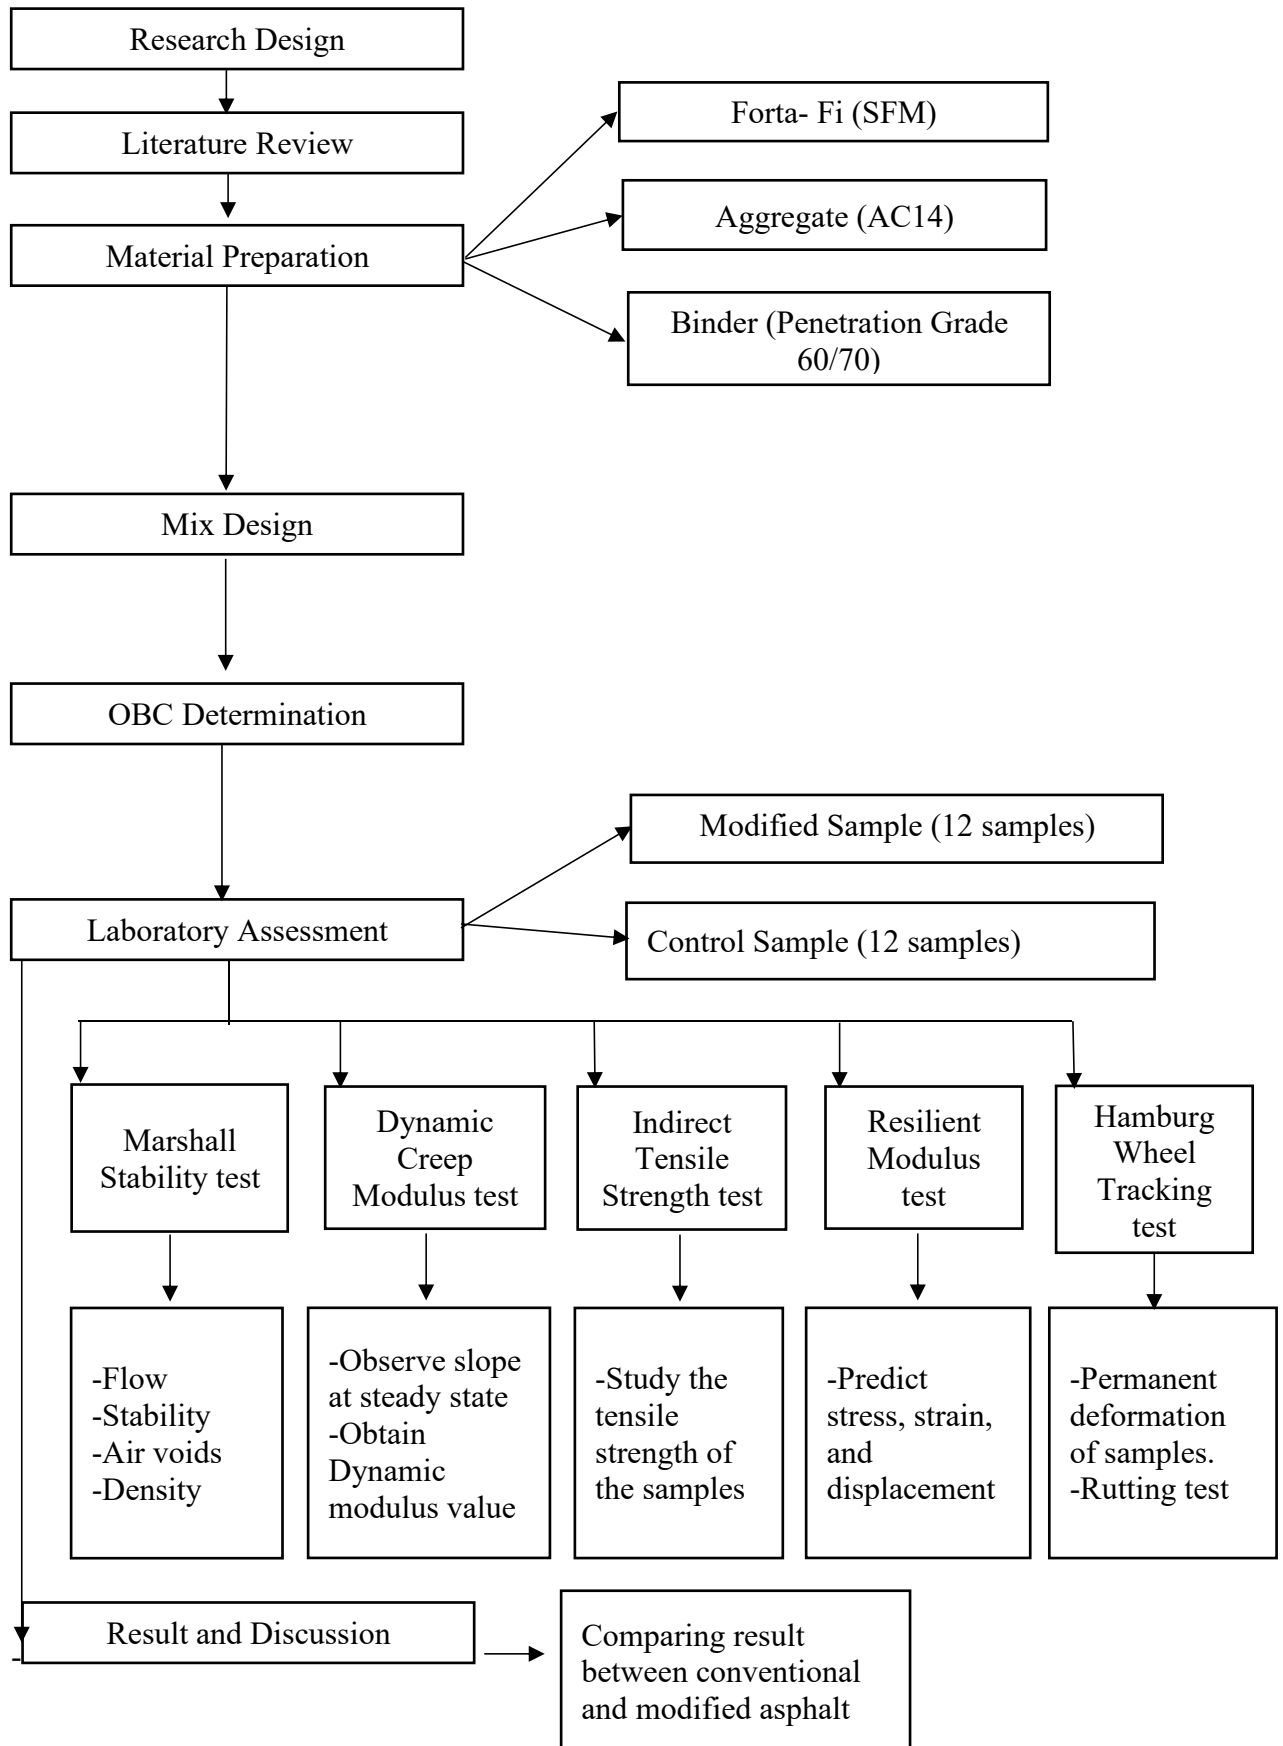 Research Design
Literature Review
Forta- Fi (SFM)
Aggregate (AC14)
Material Preparation
Binder (Penetration Grade
60/70)
Mix Design
OBC Determination
Modified Sample (12 samples)
Laboratory Assessment
Control Sample (12 samples)
Marshall
Stability test
Dynamic
Creep
Modulus test
Indirect
Tensile
Strength test
Resilient
Modulus
test
Hamburg
Wheel
Tracking
test
-Flow
-Stability
-Air voids
-Density
-Observe slope
at steady state
-Obtain
Dynamic
modulus value
-Study the
tensile
strength of
the samples
-Predict
stress, strain,
and
displacement
-Permanent
deformation
of samples.
-Rutting test
-
Result and Discussion
Comparing result
between conventional
and modified asphalt